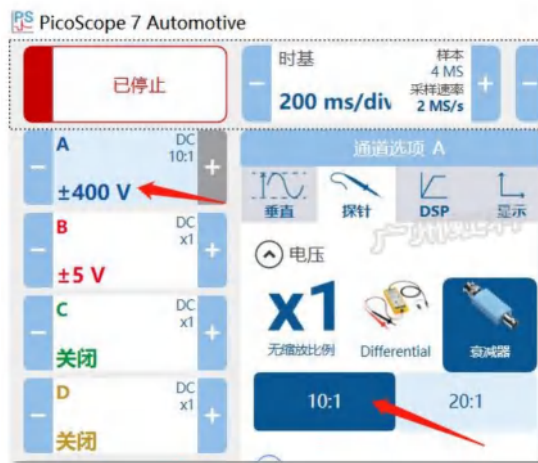 PicoScope 7 Automotive
已停止
时基
200 ms/div
样本
4 MS
采样速率
2 MS/s
A
DC
10:1
±400 V
B
DC
x1
±5 V
C
DC
x1
关闭
D
DC
x1
关闭
通道选项 A
垂直
探针
DSP
显示
电压
x1
无缩放比例
Differential
衰减器
10:1
20:1